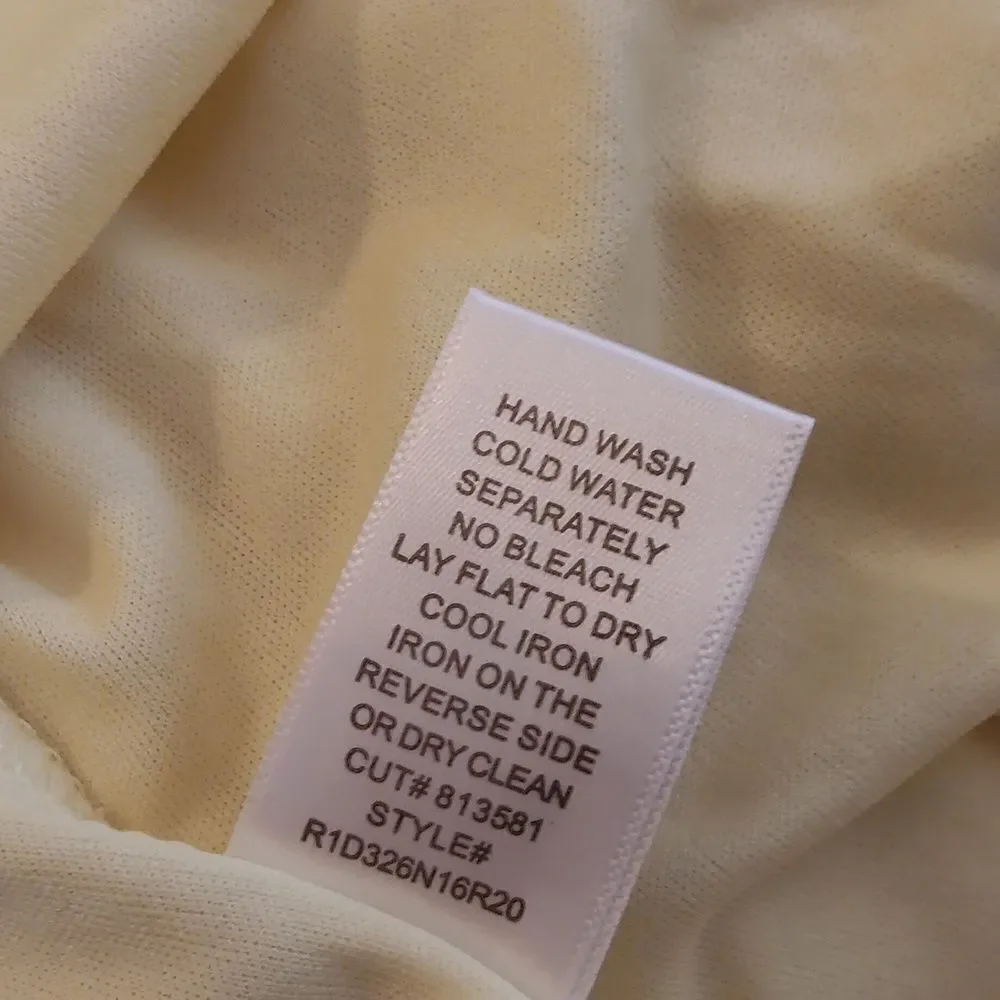 HAND WASH
COLD WATER
SEPARATELY
NO BLEACH
LAY FLAT TO DRY
COOL IRON
IRON ON THE
REVERSE SIDE
OR DRY CLEAN
CUT# 813581
STYLE#
R1D326N16R20